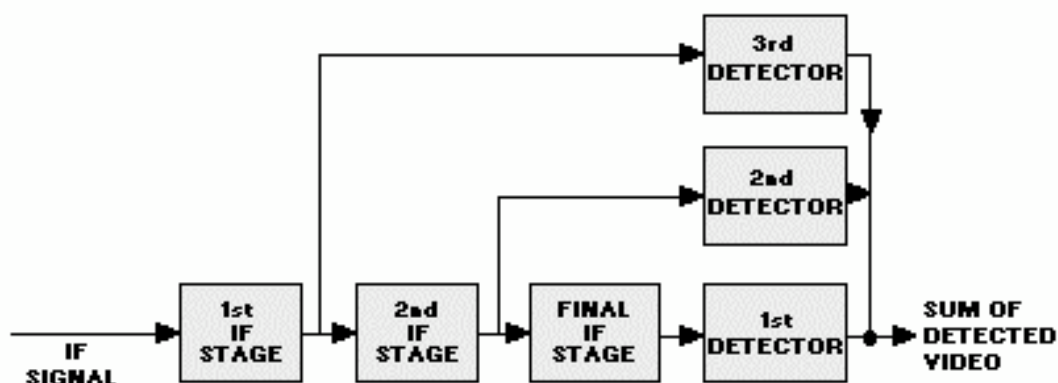 3rd
DETECTOR
2nd
DETECTOR
1st
IF
STAGE
2nd
IF
STAGE
FINAL
IF
STAGE
1st
DETECTOR
SUM OF
DETECTED
VIDEO
IF
SIGNAL